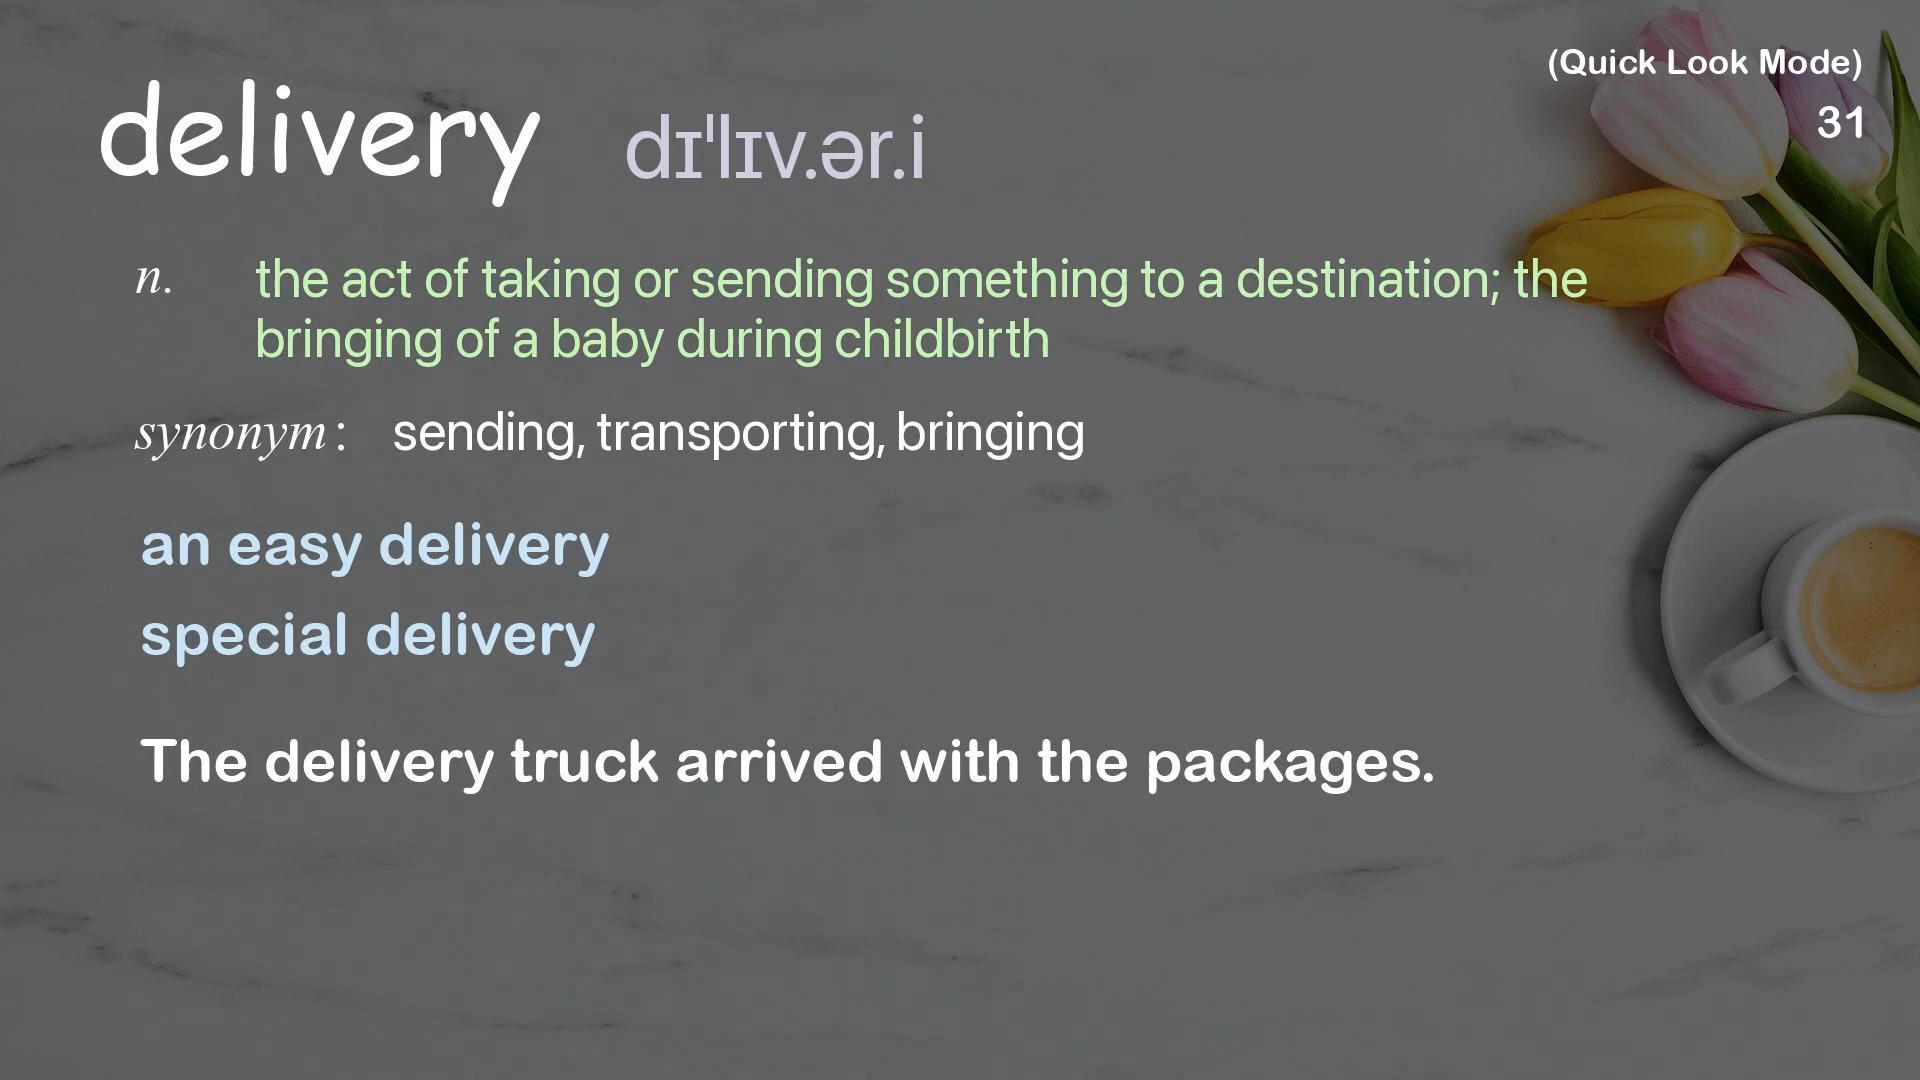 (Quick Look Mode)
31
delivery dɪˈlɪv.ər.i
n. the act of taking or sending something to a destination; the
bringing of a baby during childbirth
synonym: sending, transporting, bringing
an easy delivery
special delivery
The delivery truck arrived with the packages.